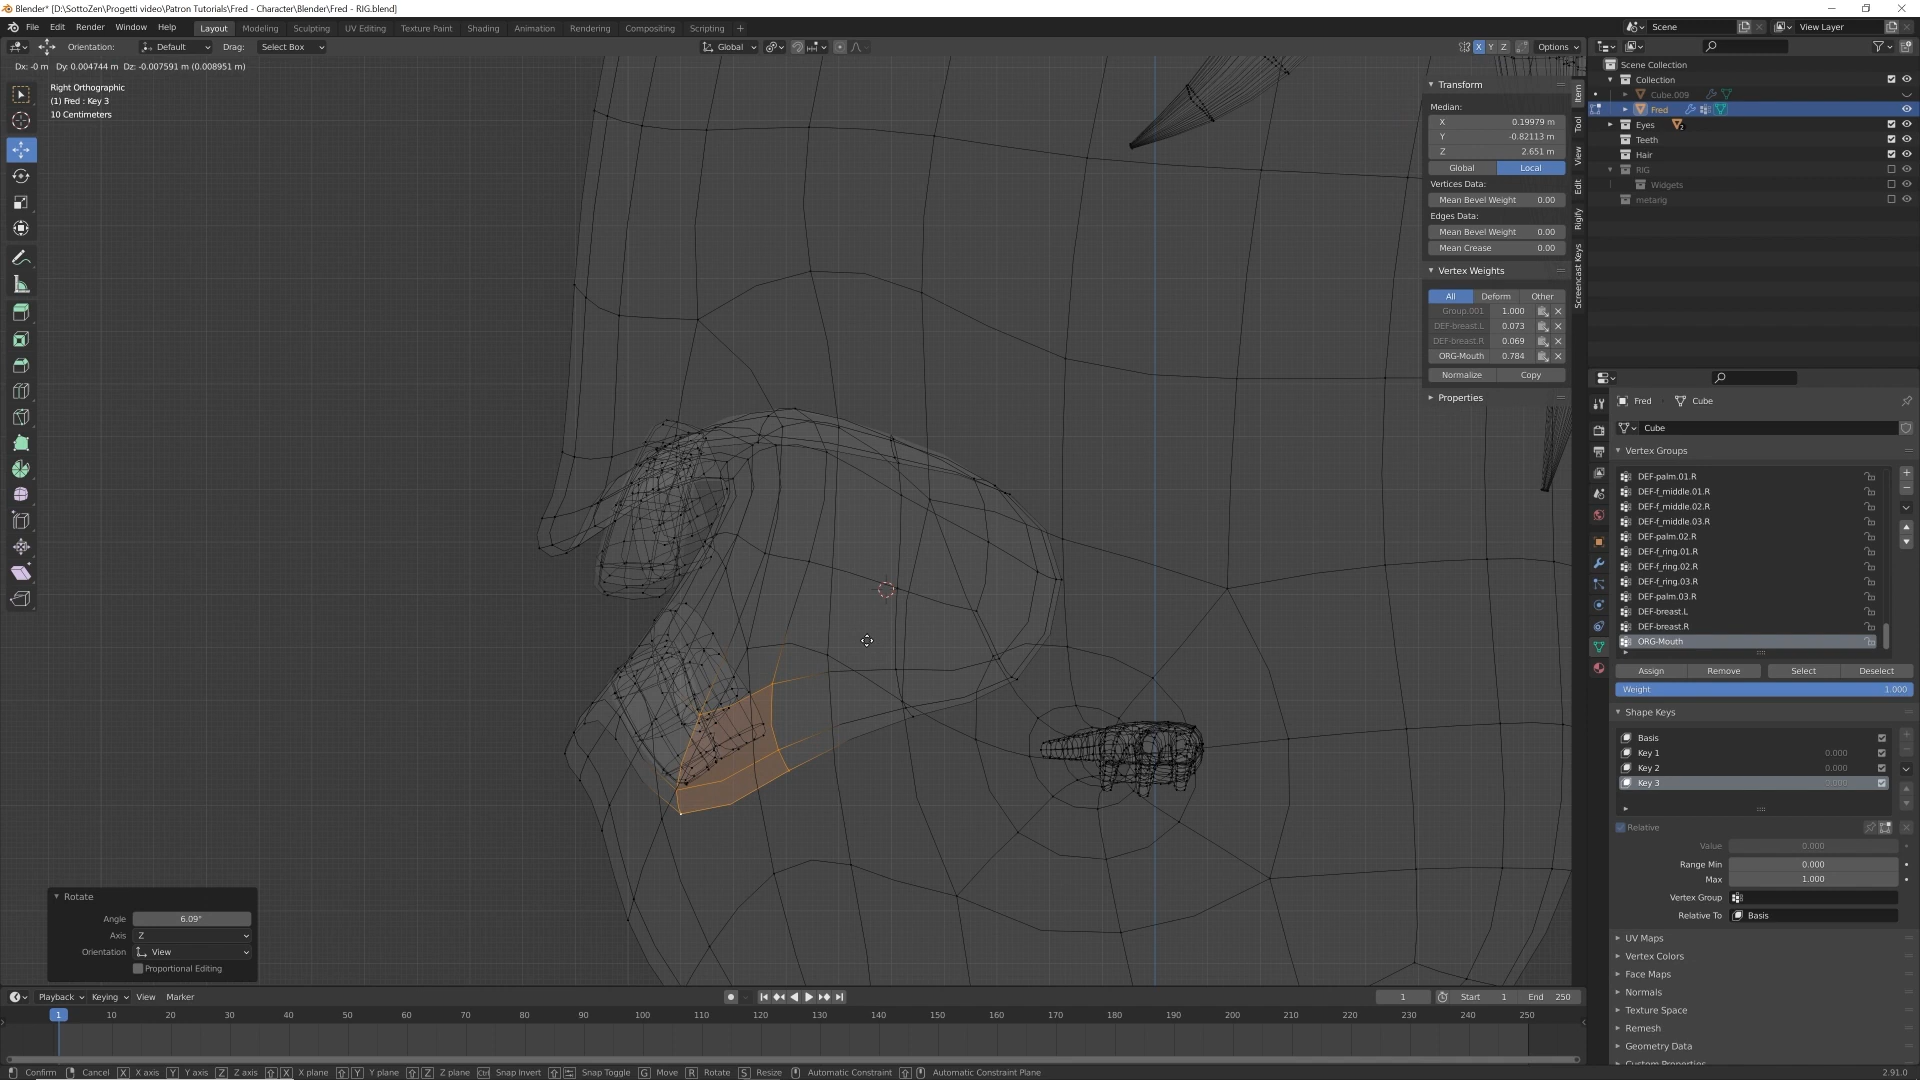 Blender* [D:\SottoZen\Progetti video\Patron Tutorials\Fred - Character\Blender\Fred - RIG.blend]
File Edit Render Window Help Layout Modeling Sculpting UV Editing Texture Paint Shading Animation Rendering Compositing Scripting + Scene View Layer
Orientation: Default Drag: Select Box Global X Y Z Options
Dx: -0 m Dy: 0.004744 m Dz: -0.007591 m (0.008951 m)
Right Orthographic
(1) Fred : Key 3
10 Centimeters
Transform
Median:
X 0.19979 m
Y -0.82113 m
Z 2.651 m
Global Local
Vertices Data:
Mean Bevel Weight 0.00
Edges Data:
Mean Bevel Weight 0.00
Mean Crease 0.00
Vertex Weights
All Deform Other
Group.001 1.000
DEF-breast.L 0.073
DEF-breast.R 0.069
ORG-Mouth 0.784
Normalize Copy
Properties
Item
Tool
View
Edit
Rigify
Screencast Keys
Scene Collection
Collection
Cube.009
Fred
Eyes 2
Teeth
Hair
RIG
Widgets
metarig
Fred Cube
Cube
Vertex Groups
DEF-palm.01.R
DEF-f_middle.01.R
DEF-f_middle.02.R
DEF-f_middle.03.R
DEF-palm.02.R
DEF-f_ring.01.R
DEF-f_ring.02.R
DEF-f_ring.03.R
DEF-palm.03.R
DEF-breast.L
DEF-breast.R
ORG-Mouth
Assign Remove Select Deselect
Weight 1.000
Shape Keys
Basis
Key 1 0.000
Key 2 0.000
Key 3 0.000
Relative
Value 0.000
Range Min 0.000
Max 1.000
Vertex Group
Relative To Basis
UV Maps
Vertex Colors
Face Maps
Normals
Texture Space
Remesh
Geometry Data
Custom Properties
Rotate
Angle 6.09°
Axis Z
Orientation View
Proportional Editing
Playback Keying View Marker 1 Start 1 End 250
1 10 20 30 40 50 60 70 80 90 100 110 120 130 140 150 160 170 180 190 200 210 220 230 240 250
Confirm Cancel X X axis Y Y axis Z Z axis X X plane Y Y plane Z Z plane Ctrl Snap Invert Snap Toggle G Move R Rotate S Resize Automatic Constraint Automatic Constraint Plane 2.91.0